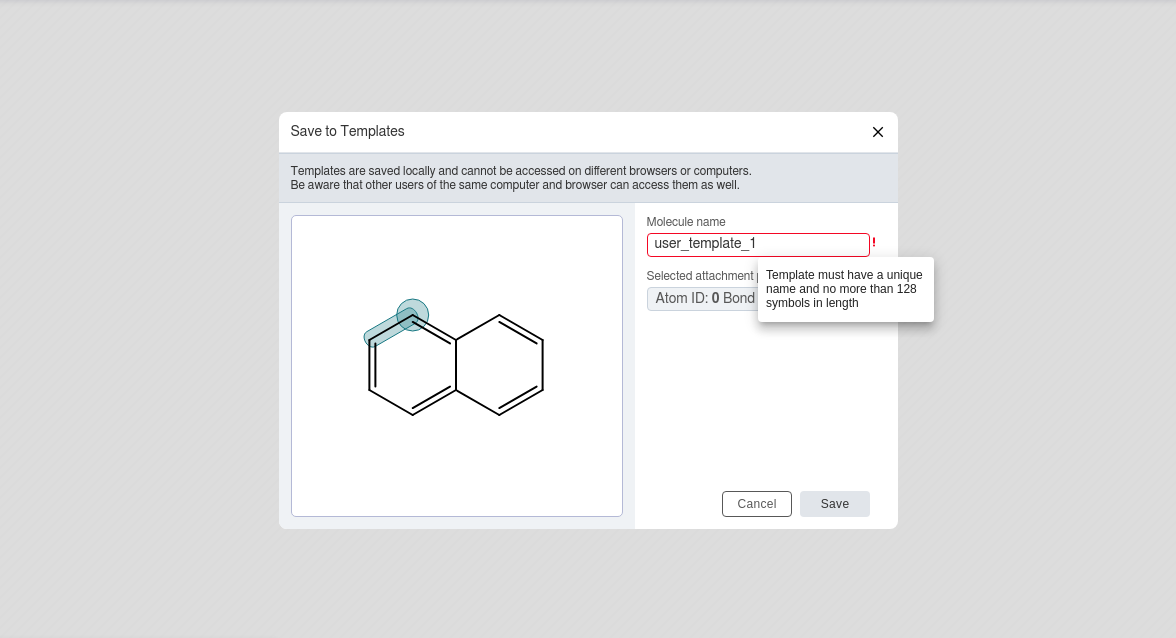 Save to Templates
Templates are saved locally and cannot be accessed on different browsers or computers.
Be aware that other users of the same computer and browser can access them as well.
Molecule name
user_template_1
!
Selected attachment
Template must have a unique
name and no more than 128
symbols in length
Atom ID: 0 Bond
Cancel
Save